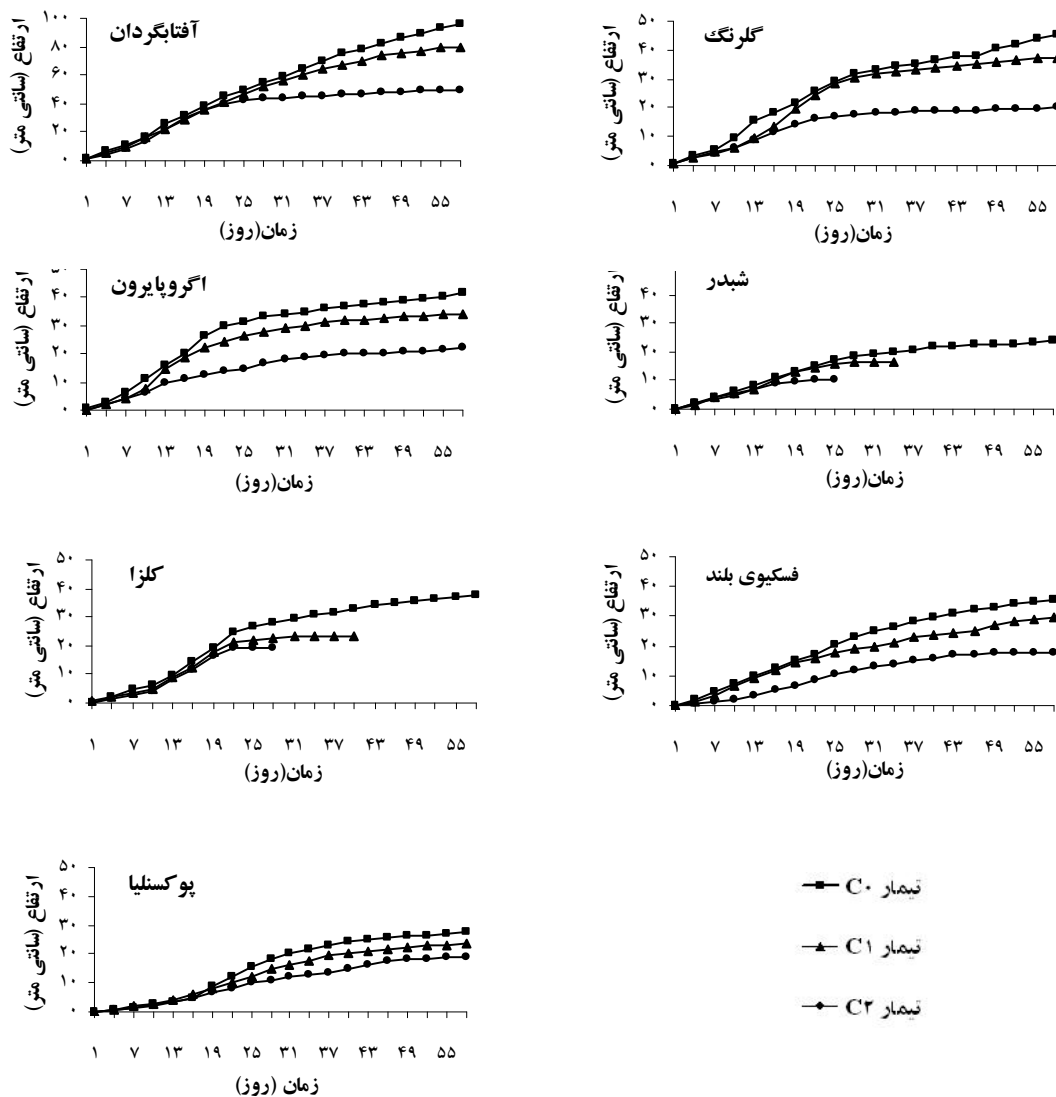 آفتابگردان
ارتفاع (سانتی متر)
۱۰۰
۸۰
۶۰
۴۰
۲۰
۰
۱ ۷ ۱۳ ۱۹ ۲۵ ۳۱ ۳۷ ۴۳ ۴۹ ۵۵
زمان(روز)
گلرنگ
ارتفاع (سانتی متر)
۵۰
۴۰
۳۰
۲۰
۱۰
۰
۱ ۷ ۱۳ ۱۹ ۲۵ ۳۱ ۳۷ ۴۳ ۴۹ ۵۵
زمان(روز)
اگروپایرون
ارتفاع (سانتی متر)
۴۰
۳۰
۲۰
۱۰
۰
۱ ۷ ۱۳ ۱۹ ۲۵ ۳۱ ۳۷ ۴۳ ۴۹ ۵۵
زمان(روز)
شبدر
ارتفاع (سانتی متر)
۴۰
۳۰
۲۰
۱۰
۰
۱ ۷ ۱۳ ۱۹ ۲۵ ۳۱ ۳۷ ۴۳ ۴۹ ۵۵
زمان(روز)
کلزا
ارتفاع (سانتی متر)
۵۰
۴۰
۳۰
۲۰
۱۰
۰
۱ ۷ ۱۳ ۱۹ ۲۵ ۳۱ ۳۷ ۴۳ ۴۹ ۵۵
زمان(روز)
فسکیوی بلند
ارتفاع (سانتی متر)
۵۰
۴۰
۳۰
۲۰
۱۰
۰
۱ ۷ ۱۳ ۱۹ ۲۵ ۳۱ ۳۷ ۴۳ ۴۹ ۵۵
زمان(روز)
پوکسنلیا
ارتفاع (سانتی متر)
۵۰
۴۰
۳۰
۲۰
۱۰
۰
۱ ۷ ۱۳ ۱۹ ۲۵ ۳۱ ۳۷ ۴۳ ۴۹ ۵۵
زمان (روز)
تیمار C۰
تیمار C۱
تیمار C۲